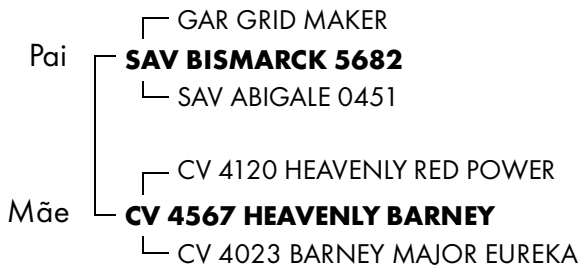 GAR GRID MAKER
Pai SAV BISMARCK 5682
SAV ABIGALE 0451
CV 4120 HEAVENLY RED POWER
Mãe CV 4567 HEAVENLY BARNEY
CV 4023 BARNEY MAJOR EUREKA